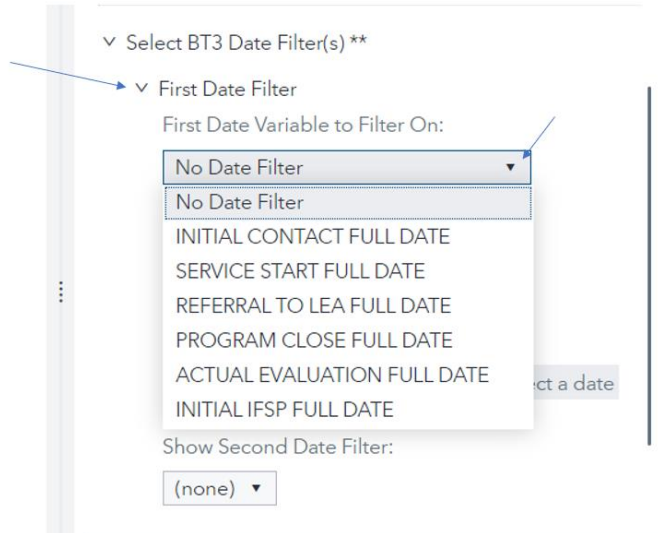 Select BT3 Date Filter(s) **
First Date Filter
First Date Variable to Filter On:
No Date Filter
No Date Filter
INITIAL CONTACT FULL DATE
SERVICE START FULL DATE
REFERRAL TO LEA FULL DATE
PROGRAM CLOSE FULL DATE
ACTUAL EVALUATION FULL DATE
a date
INITIAL IFSP FULL DATE
Show Second Date Filter:
(none)